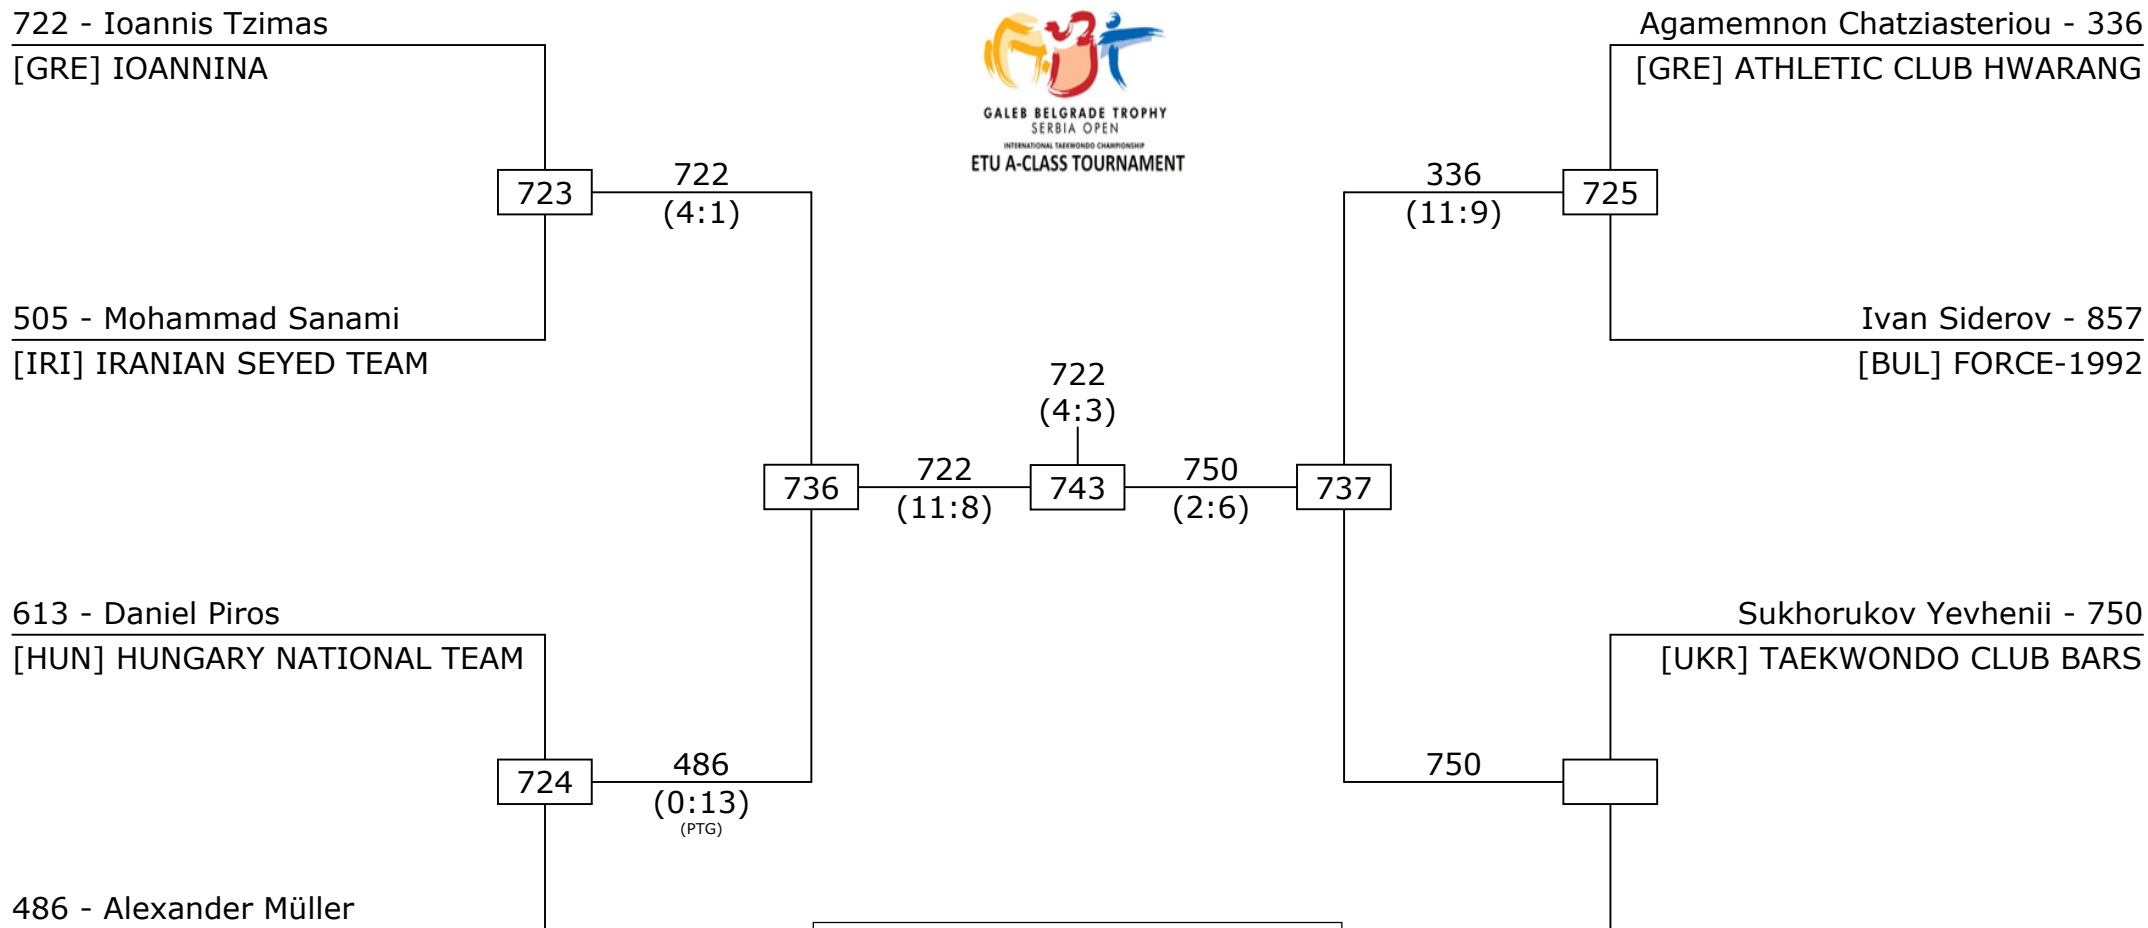 722 - Ioannis Tzimas
[GRE] IOANNINA
505 - Mohammad Sanami
[IRI] IRANIAN SEYED TEAM
613 - Daniel Piros
[HUN] HUNGARY NATIONAL TEAM
486 - Alexander Müller
723
722
(4:1)
724
486
(0:13)
(PTG)
736
722
(11:8)
GALEB BELGRADE TROPHY
SERBIA OPEN
INTERNATIONAL TAEKWONDO CHAMPIONSHIP
ETU A-CLASS TOURNAMENT
722
(4:3)
743
750
(2:6)
737
336
(11:9)
725
750
Agamemnon Chatziasteriou - 336
[GRE] ATHLETIC CLUB HWARANG
Ivan Siderov - 857
[BUL] FORCE-1992
Sukhorukov Yevhenii - 750
[UKR] TAEKWONDO CLUB BARS